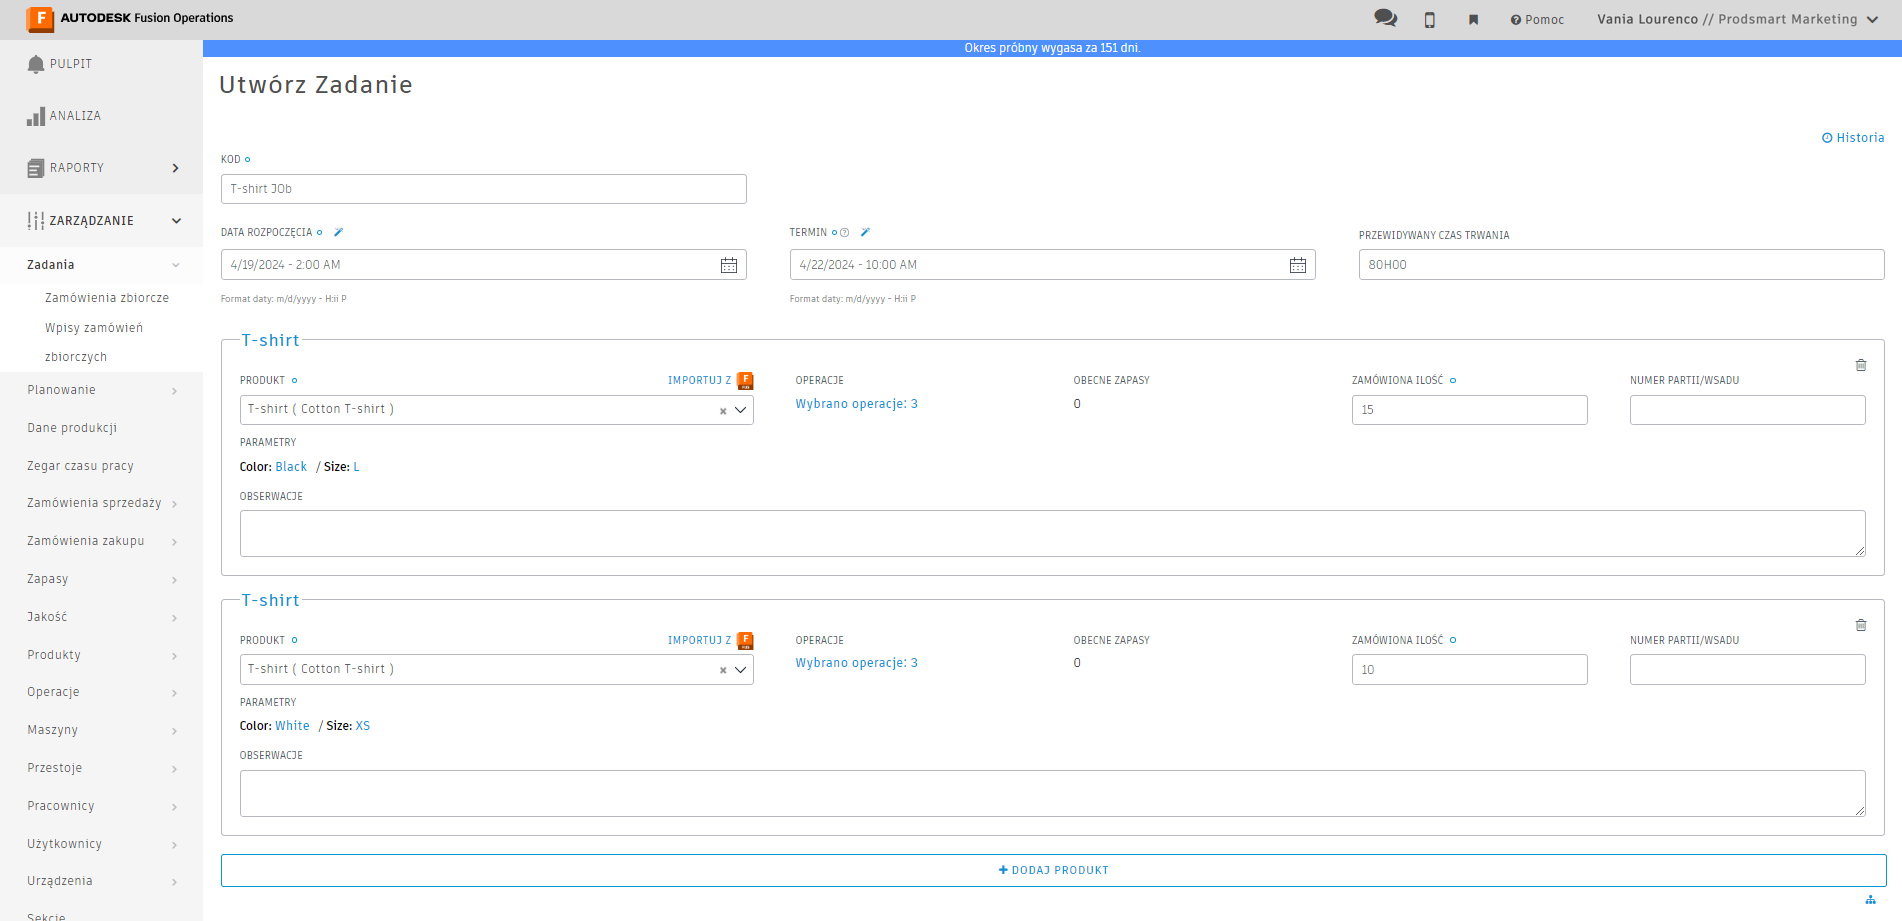 AUTODESK Fusion Operations
Pomoc
Vania Lourenco // Prodsmart Marketing
Okres próbny wygasa za 151 dni.
PULPIT
ANALIZA
RAPORTY
ZARZĄDZANIE
Zadania
Zamówienia zbiorcze
Wpisy zamówień
zbiorczych
Planowanie
Dane produkcji
Zegar czasu pracy
Zamówienia sprzedaży
Zamówienia zakupu
Zapasy
Jakość
Produkty
Operacje
Maszyny
Przestoje
Pracownicy
Użytkownicy
Urządzenia
Sekcje
Utwórz Zadanie
Historia
KOD
T-shirt JOb
DATA ROZPOCZĘCIA
4/19/2024 - 2:00 AM
Format daty: m/d/yyyy - H:ii P
TERMIN
4/22/2024 - 10:00 AM
Format daty: m/d/yyyy - H:ii P
PRZEWIDYWANY CZAS TRWANIA
80H00
T-shirt
PRODUKT
IMPORTUJ Z
T-shirt ( Cotton T-shirt )
OPERACJE
Wybrano operacje: 3
OBECNE ZAPASY
0
ZAMÓWIONA ILOŚĆ
15
NUMER PARTII/WSADU
PARAMETRY
Color: Black / Size: L
OBSERWACJE
T-shirt
PRODUKT
IMPORTUJ Z
T-shirt ( Cotton T-shirt )
OPERACJE
Wybrano operacje: 3
OBECNE ZAPASY
0
ZAMÓWIONA ILOŚĆ
10
NUMER PARTII/WSADU
PARAMETRY
Color: White / Size: XS
OBSERWACJE
+ DODAJ PRODUKT